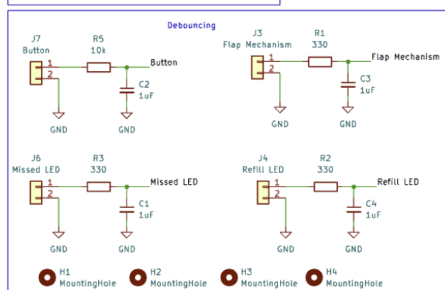 Debouncing
J7
Button
R5
10k
Button
1
2
C2
1uF
GND
GND
J3
Flap Mechanism
R1
330
Flap Mechanism
1
2
C3
1uF
GND
GND
J6
Missed LED
R3
330
Missed LED
1
2
C1
1uF
GND
GND
J4
Refill LED
R2
330
Refill LED
1
2
C4
1uF
GND
GND
H1
MountingHole
H2
MountingHole
H3
MountingHole
H4
MountingHole